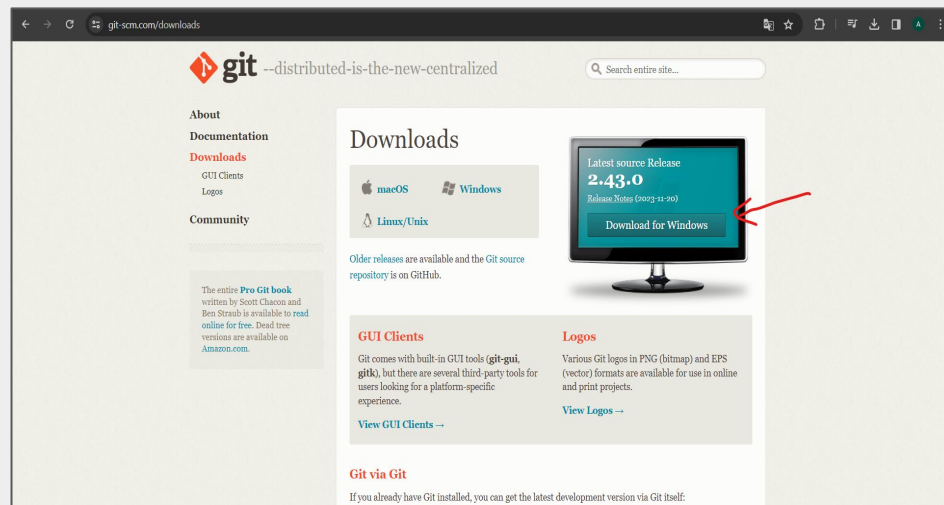 git-scm.com/downloads
A
git --distributed-is-the-new-centralized
Search entire site...
About
Documentation
Downloads
GUI Clients
Logos
Community
The entire Pro Git book
written by Scott Chacon and
Ben Straub is available to read
online for free. Dead tree
versions are available on
Amazon.com.
Downloads
macOS
Windows
Linux/Unix
Older releases are available and the Git source
repository is on GitHub.
Latest source Release
2.43.0
Release Notes (2023-11-20)
Download for Windows
GUI Clients
Git comes with built-in GUI tools (git-gui,
gitk), but there are several third-party tools for
users looking for a platform-specific
experience.
View GUI Clients →
Logos
Various Git logos in PNG (bitmap) and EPS
(vector) formats are available for use in online
and print projects.
View Logos →
Git via Git
If you already have Git installed, you can get the latest development version via Git itself: